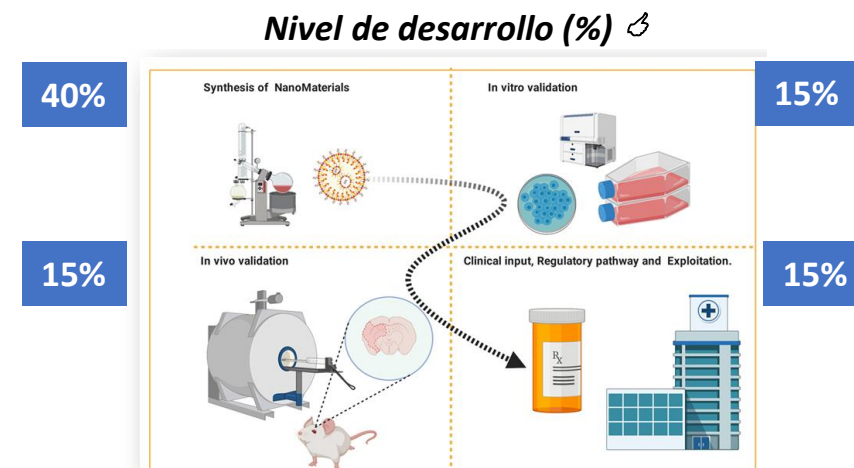 Nivel de desarrollo (%)
40%
Synthesis of NanoMaterials
In vitro validation
15%
15%
In vivo validation
Clinical input, Regulatory pathway and Exploitation.
15%
Rx